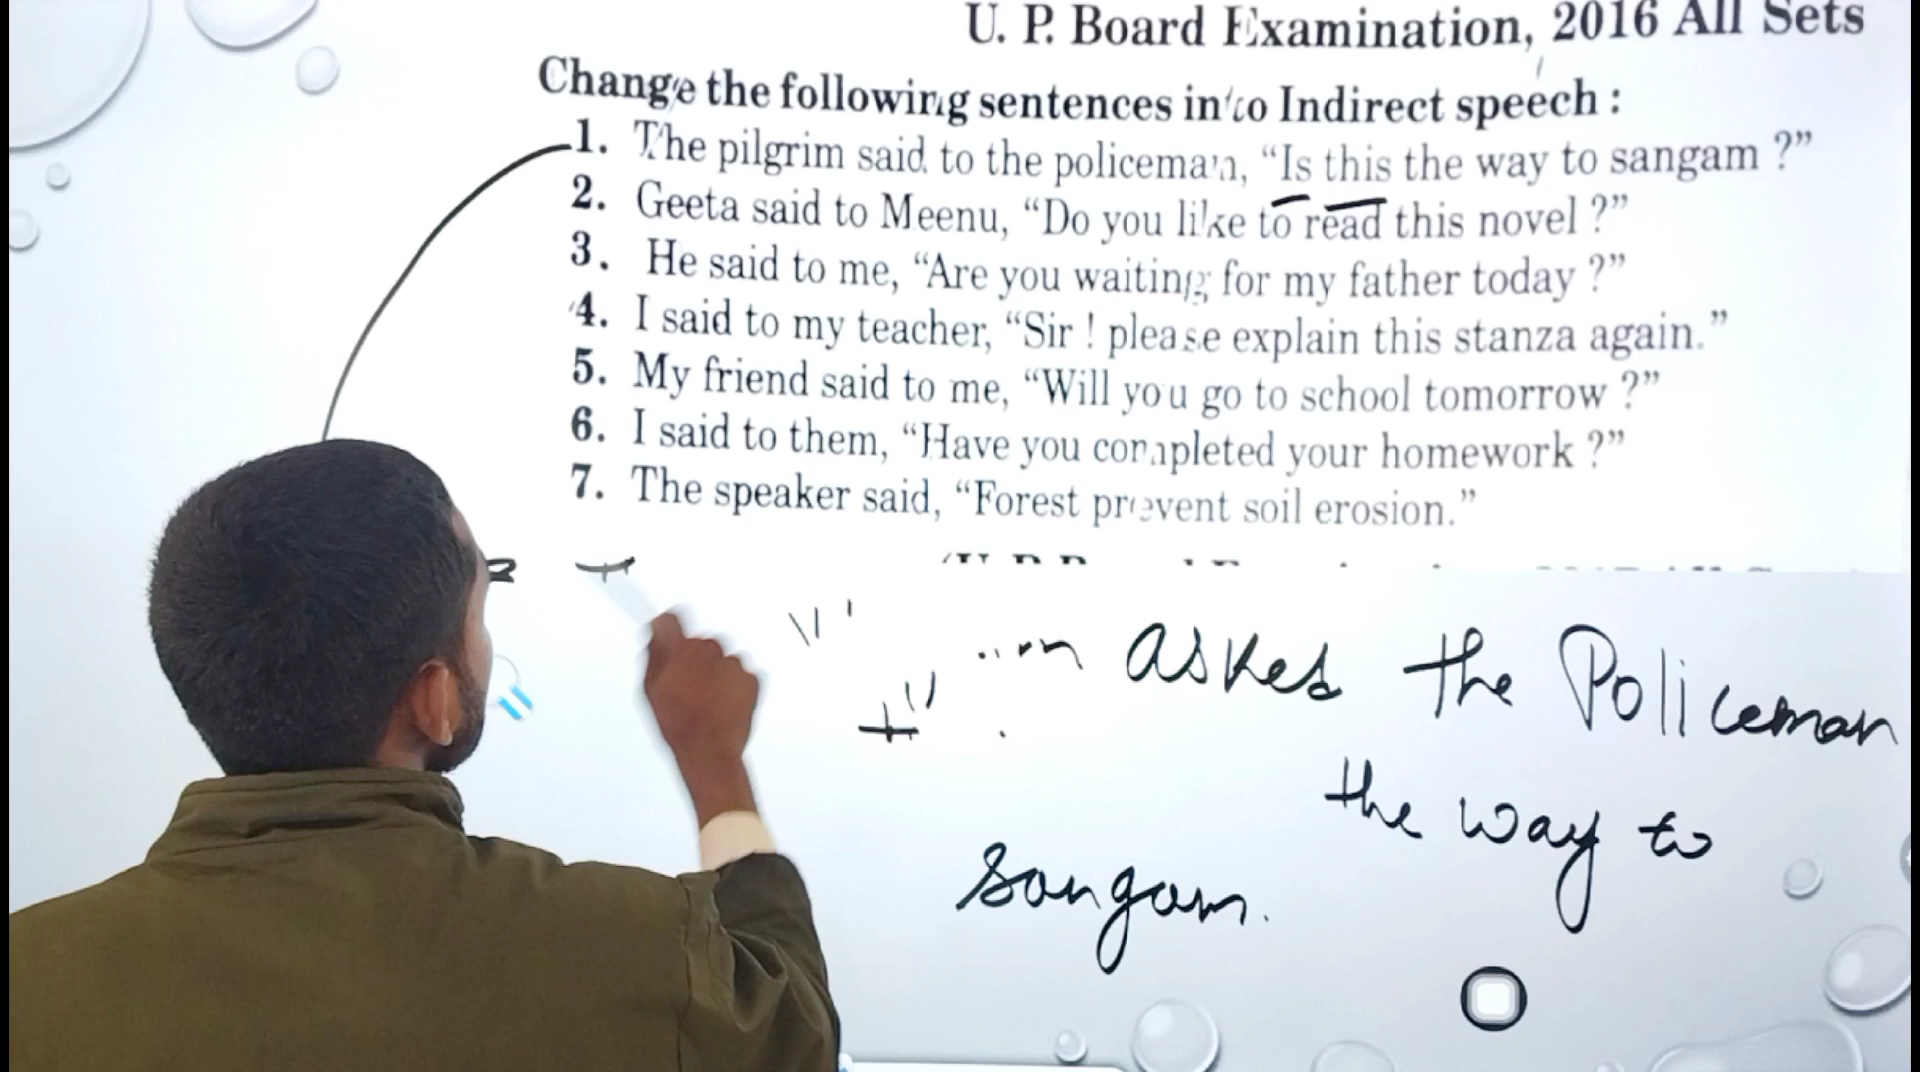 U. P. Board Examination, 2016 All Sets
Change the following sentences into Indirect speech :
1. The pilgrim said to the policeman, “Is this the way to sangam ?”
2. Geeta said to Meenu, “Do you like to read this novel ?”
3. He said to me, “Are you waiting for my father today ?”
4. I said to my teacher, “Sir ! please explain this stanza again.”
5. My friend said to me, “Will you go to school tomorrow ?”
6. I said to them, “Have you completed your homework ?”
7. The speaker said, “Forest prevent soil erosion.”
asked the Policeman
the way to
sangam.